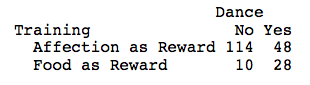 Dance
Training No Yes
Affection as Reward 114 48
Food as Reward 10 28